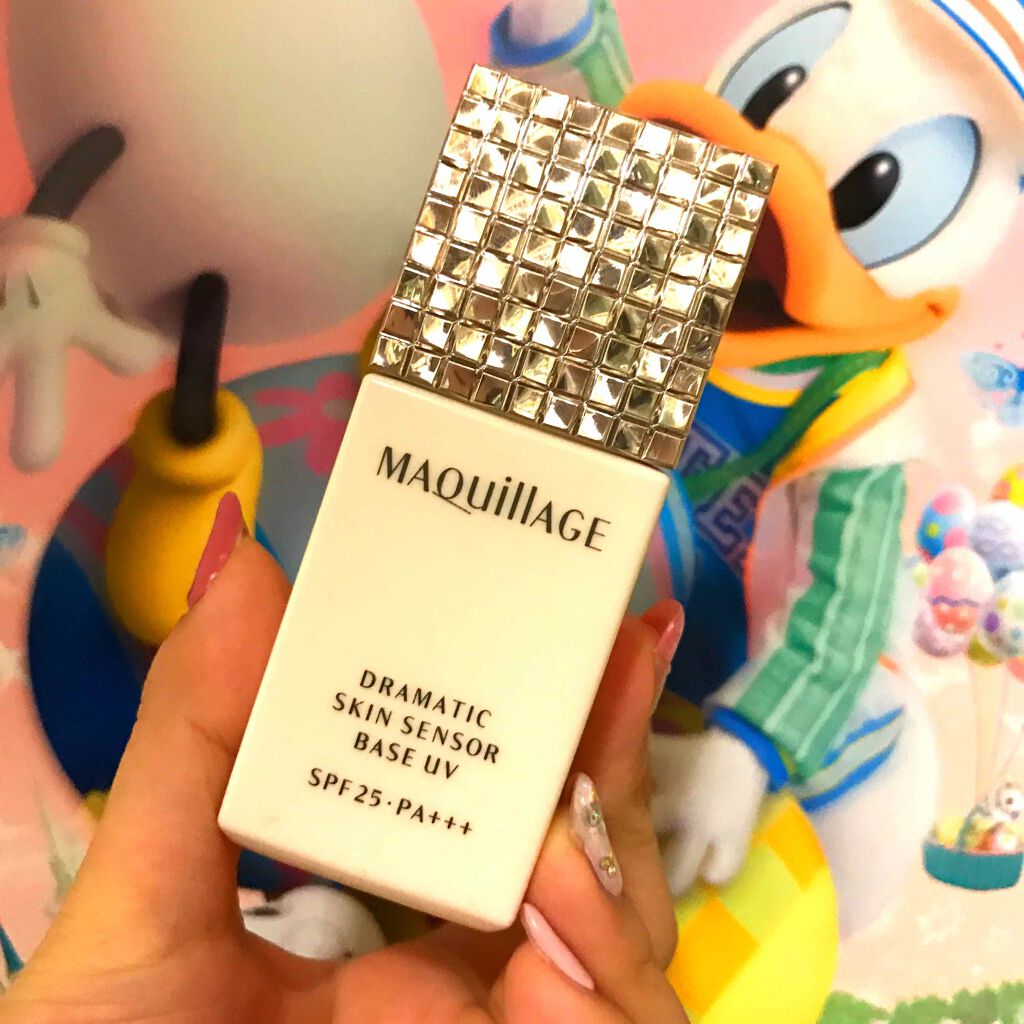 MAQuillAGE
DRAMATIC
SKIN SENSOR
BASE UV
SPF25·PA+++